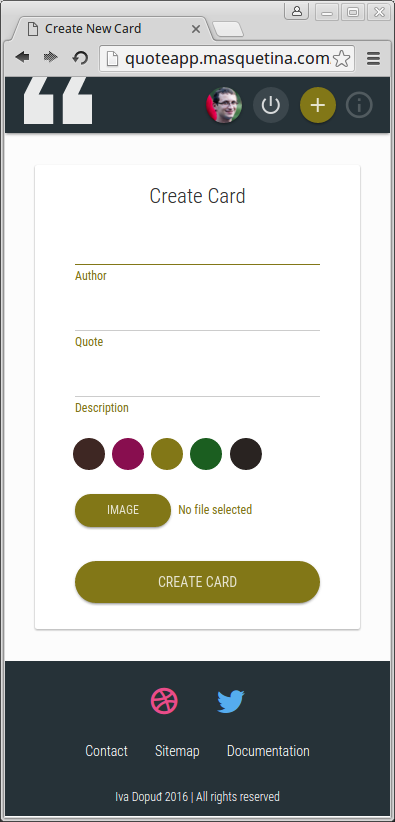 Create New Card
quoteapp.masquetina.com
Create Card
Author
Quote
Description
IMAGE No file selected
CREATE CARD
Contact Sitemap Documentation
Iva Dopuđ 2016 | All rights reserved